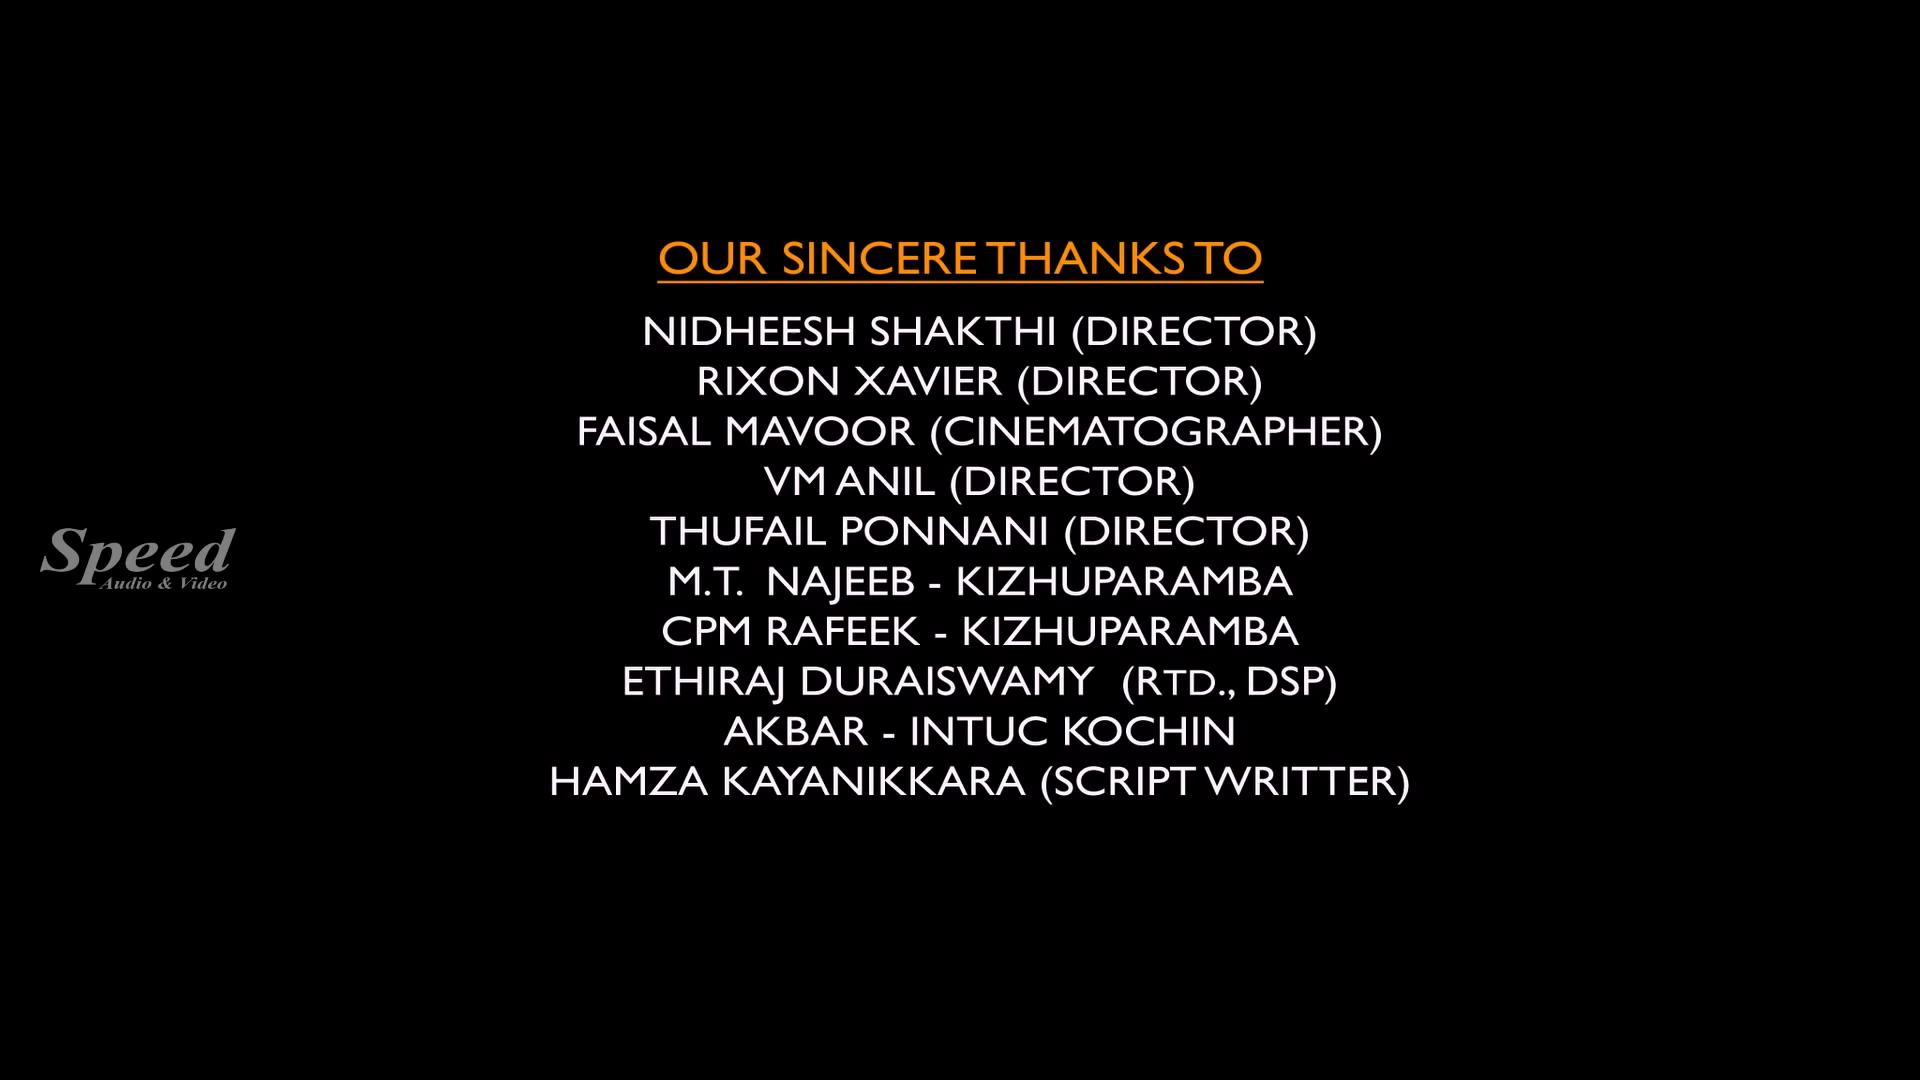 OUR SINCERE THANKS TO
NIDHEESH SHAKTHI (DIRECTOR)
RIXON XAVIER (DIRECTOR)
FAISAL MAVOOR (CINEMATOGRAPHER)
VM ANIL (DIRECTOR)
THUFAIL PONNANI (DIRECTOR)
Speed
Audio & Video
M.T. NAJEEB - KIZHUPARAMBA
CPM RAFEEK - KIZHUPARAMBA
ETHIRAJ DURAISWAMY (RTD., DSP)
AKBAR - INTUC KOCHIN
HAMZA KAYANIKKARA (SCRIPT WRITTER)